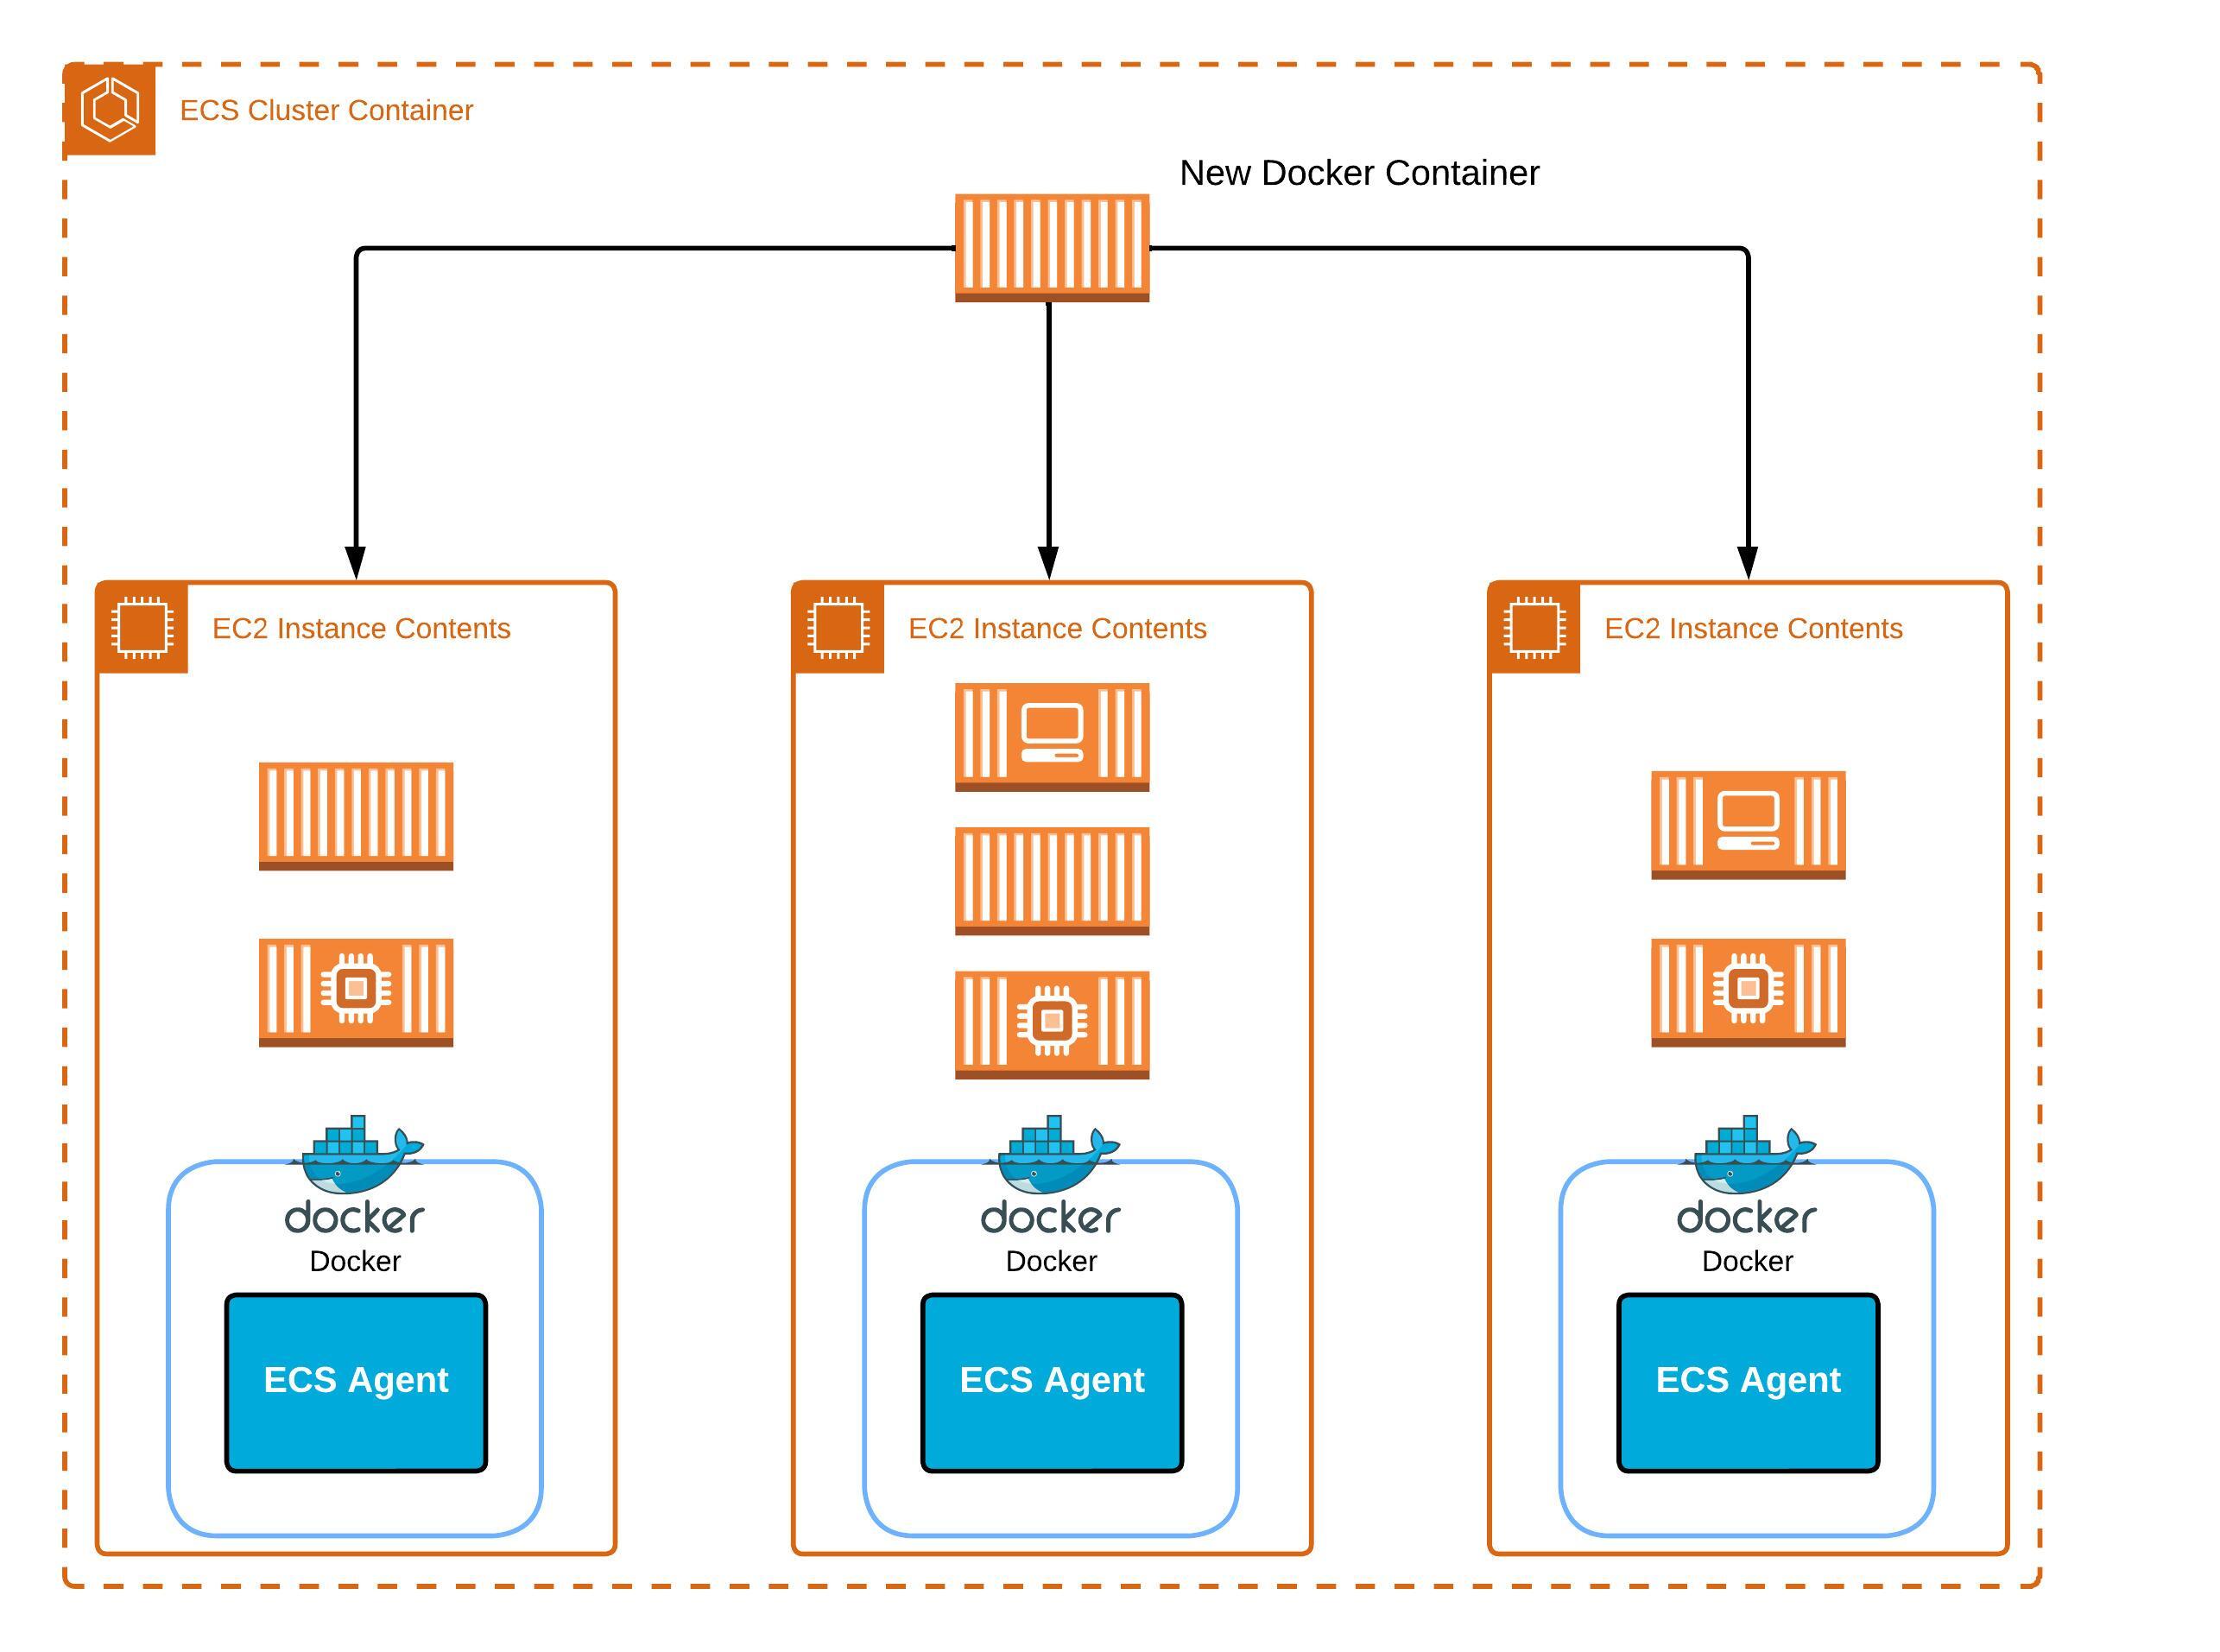 ECS Cluster Container
New Docker Container
EC2 Instance Contents
EC2 Instance Contents
EC2 Instance Contents
docker
docker
docker
Docker
Docker
Docker
ECS Agent
ECS Agent
ECS Agent